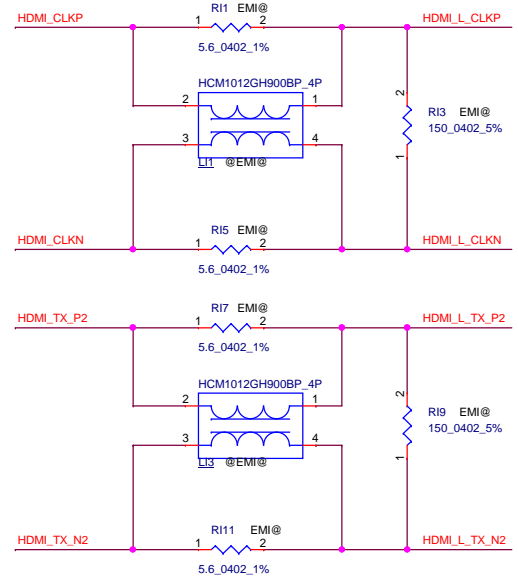 RI1 EMI@
HDMI_CLKP
1
2
HDMI_L_CLKP
5.6_0402_1%
HCM1012GH900BP_4P
2
1
2
RI3 EMI@
150_0402_5%
3
4
1
LI1 @EMI@
RI5 EMI@
HDMI_CLKN
1
2
HDMI_L_CLKN
5.6_0402_1%
RI7 EMI@
HDMI_TX_P2
1
2
HDMI_L_TX_P2
5.6_0402_1%
HCM1012GH900BP_4P
2
1
2
RI9 EMI@
150_0402_5%
3
4
1
LI3 @EMI@
RI11 EMI@
HDMI_TX_N2
1
2
HDMI_L_TX_N2
5.6_0402_1%